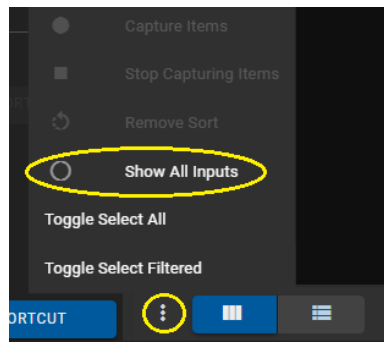 Capture Items
Stop Capturing Items
Remove Sort
Show All Inputs
Toggle Select All
Toggle Select Filtered
ORTCUT